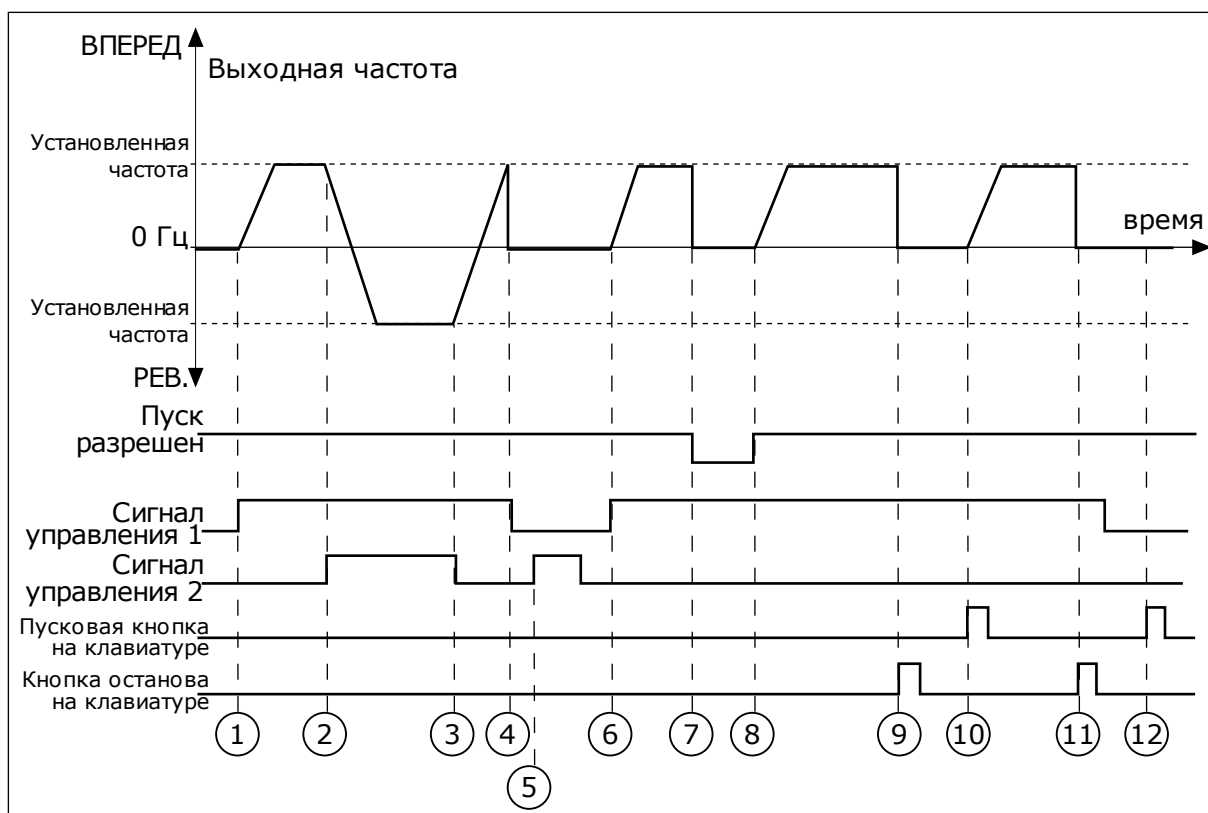 ВПЕРЕД
Выходная частота
Установленная
частота
0 Гц
время
Установленная
частота
РЕВ.
Пуск
разрешен
Сигнал
управления 1
Сигнал
управления 2
Пусковая кнопка
на клавиатуре
Кнопка останова
на клавиатуре
1 2 3 4 6 7 8 9 10 11 12
5